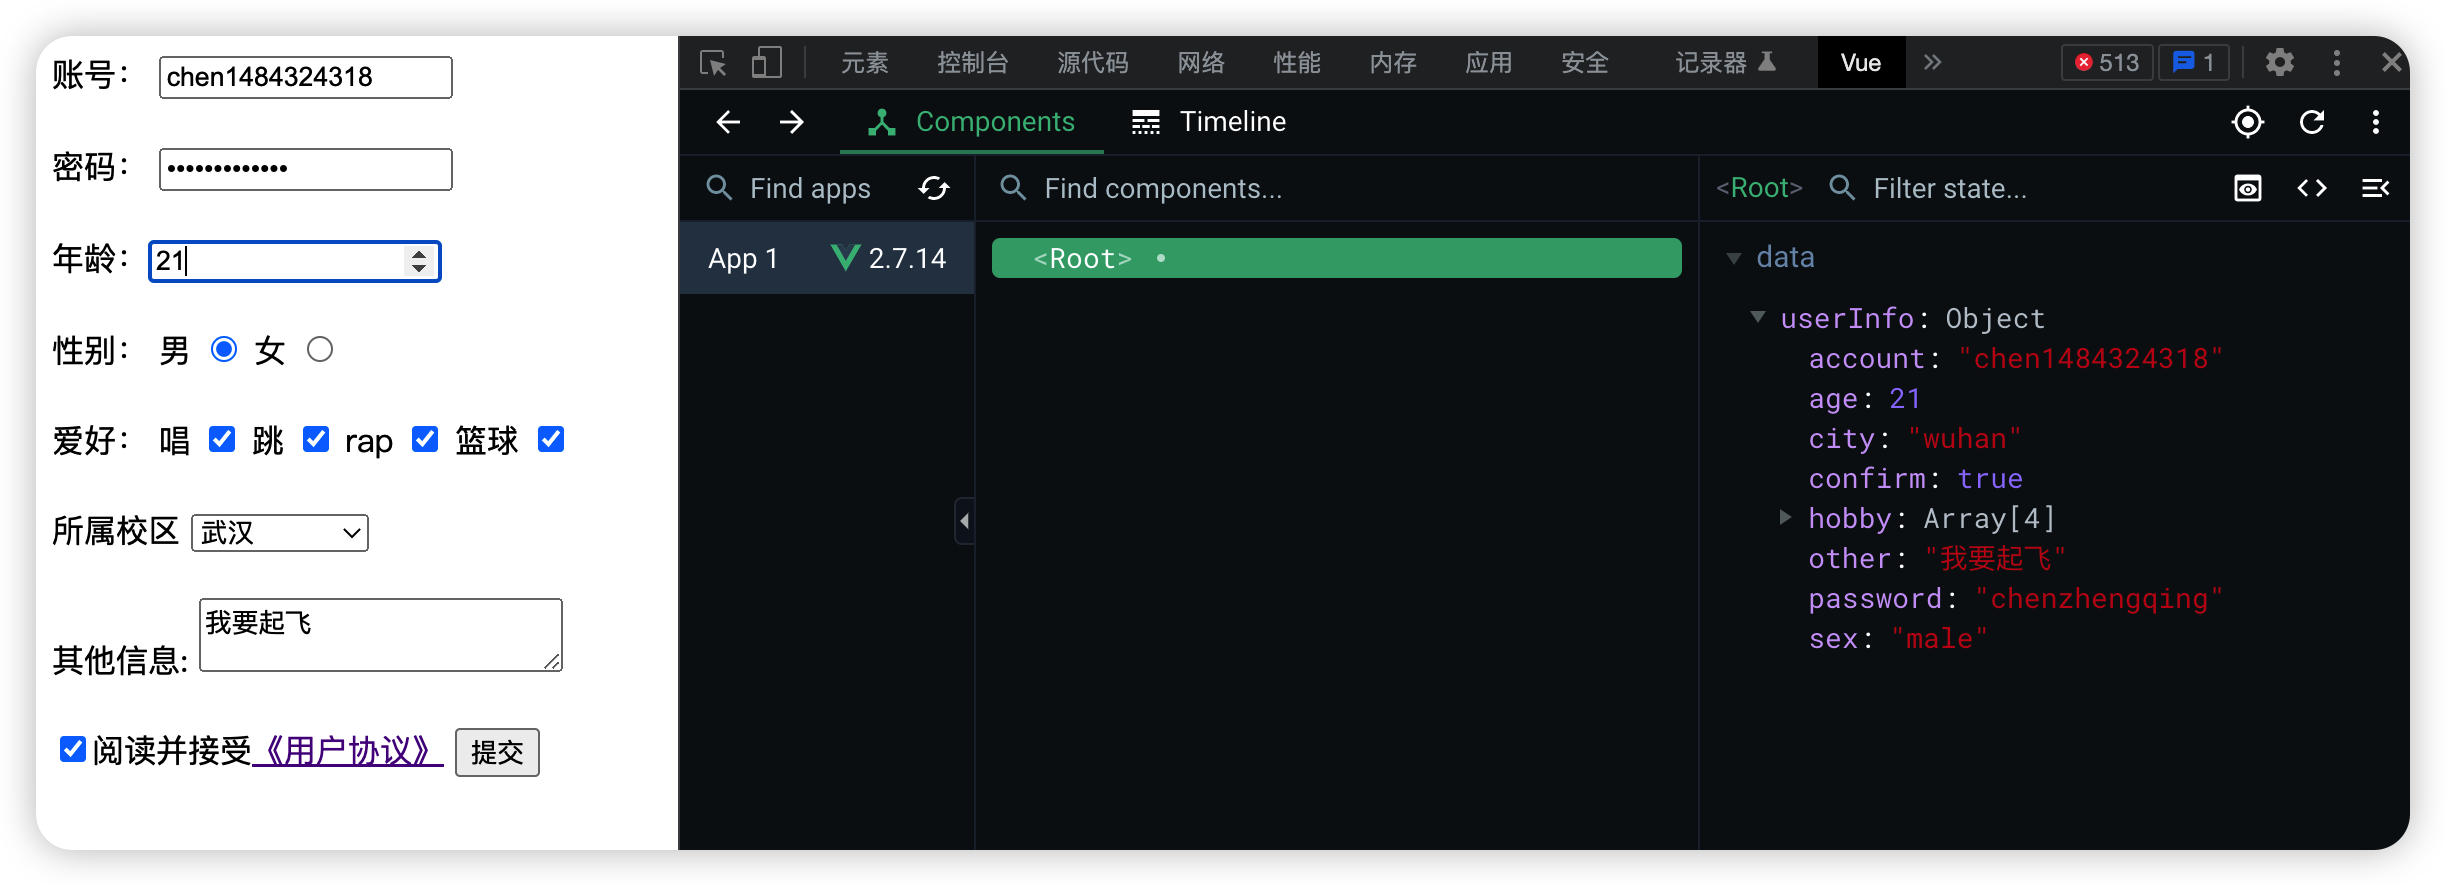 账号： chen1484324318
密码： •••••••••••••
年龄： 21
性别： 男 女
爱好： 唱 跳 rap 篮球
所属校区 武汉
其他信息: 我要起飞
阅读并接受《用户协议》 提交
元素 控制台 源代码 网络 性能 内存 应用 安全 记录器 Vue 513 1
Components Timeline
Find apps Find components... <Root> Filter state...
App 1 2.7.14 <Root>
data
userInfo: Object
account: "chen1484324318"
age: 21
city: "wuhan"
confirm: true
hobby: Array[4]
other: "我要起飞"
password: "chenzhengqing"
sex: "male"